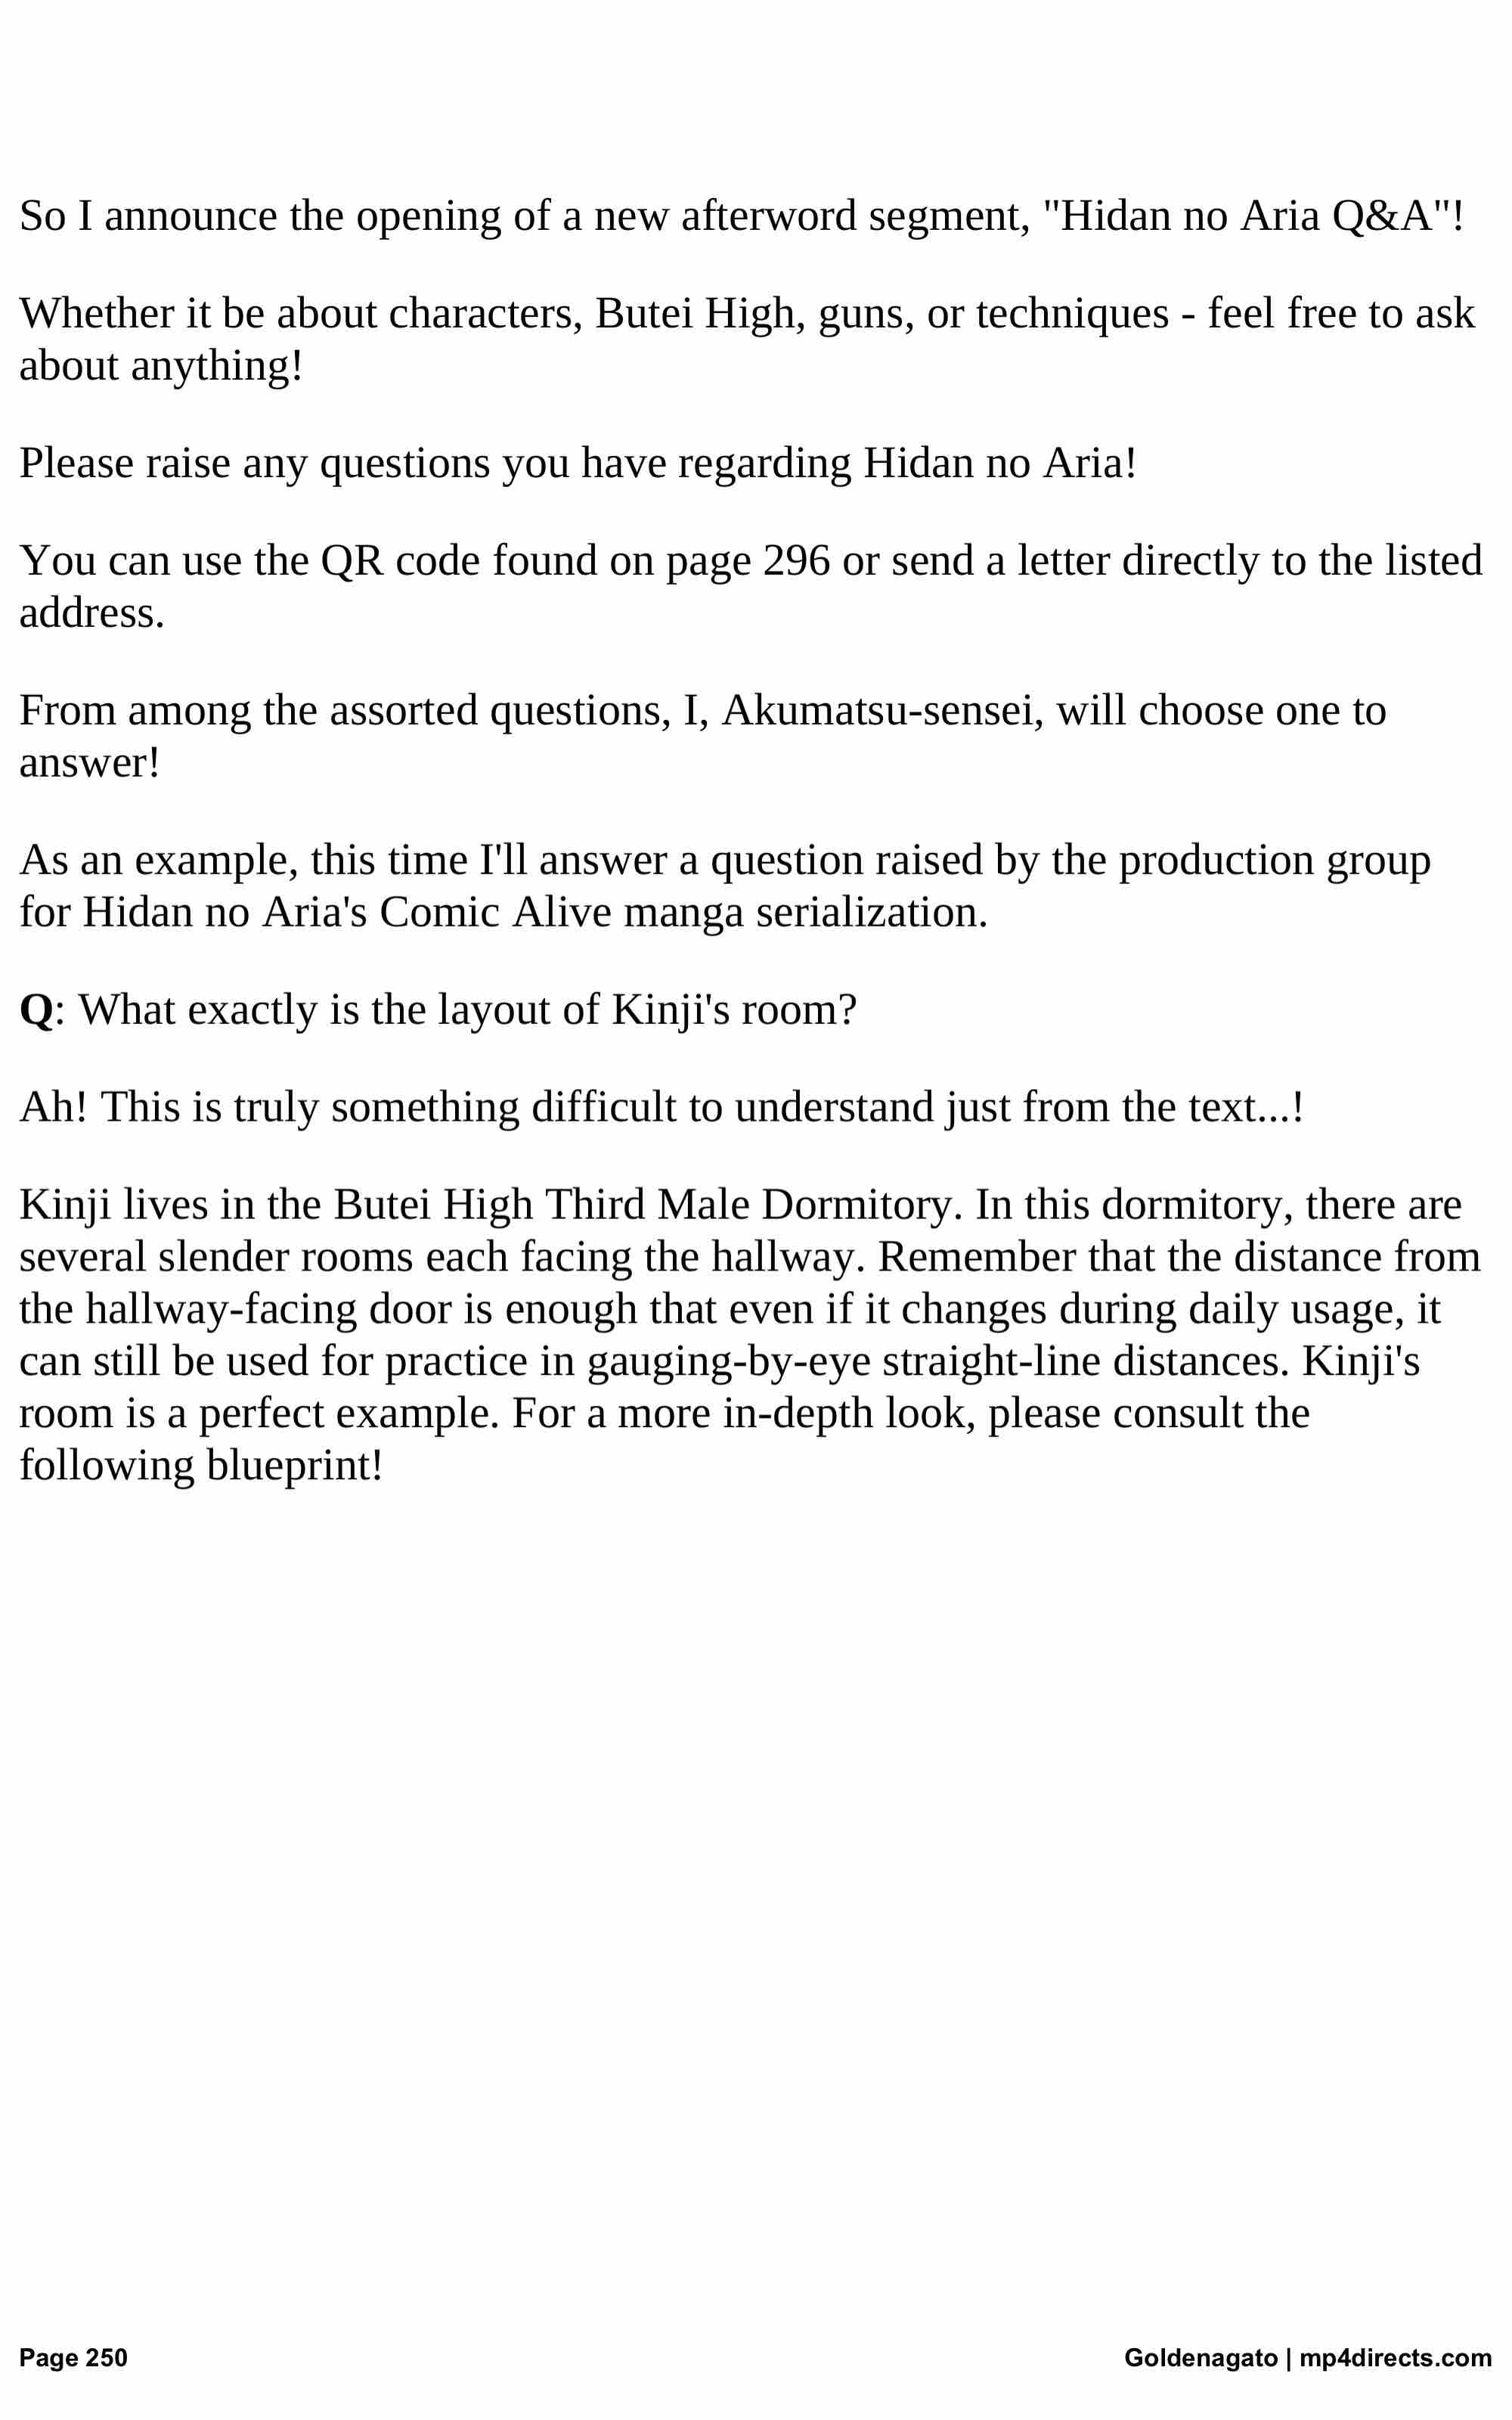 So I announce the opening of a new afterword segment, "Hidan no Aria Q&A"!
Whether it be about characters, Butei High, guns, or techniques - feel free to ask
about anything!
Please raise any questions you have regarding Hidan no Aria!
You can use the QR code found on page 296 or send a letter directly to the listed
address.
From among the assorted questions, I, Akumatsu-sensei, will choose one to
answer!
As an example, this time I'll answer a question raised by the production group
for Hidan no Aria's Comic Alive manga serialization.
Q: What exactly is the layout of Kinji's room?
Ah! This is truly something difficult to understand just from the text...!
Kinji lives in the Butei High Third Male Dormitory. In this dormitory, there are
several slender rooms each facing the hallway. Remember that the distance from
the hallway-facing door is enough that even if it changes during daily usage, it
can still be used for practice in gauging-by-eye straight-line distances. Kinji's
room is a perfect example. For a more in-depth look, please consult the
following blueprint!
Page 250
Goldenagato | mp4directs.com